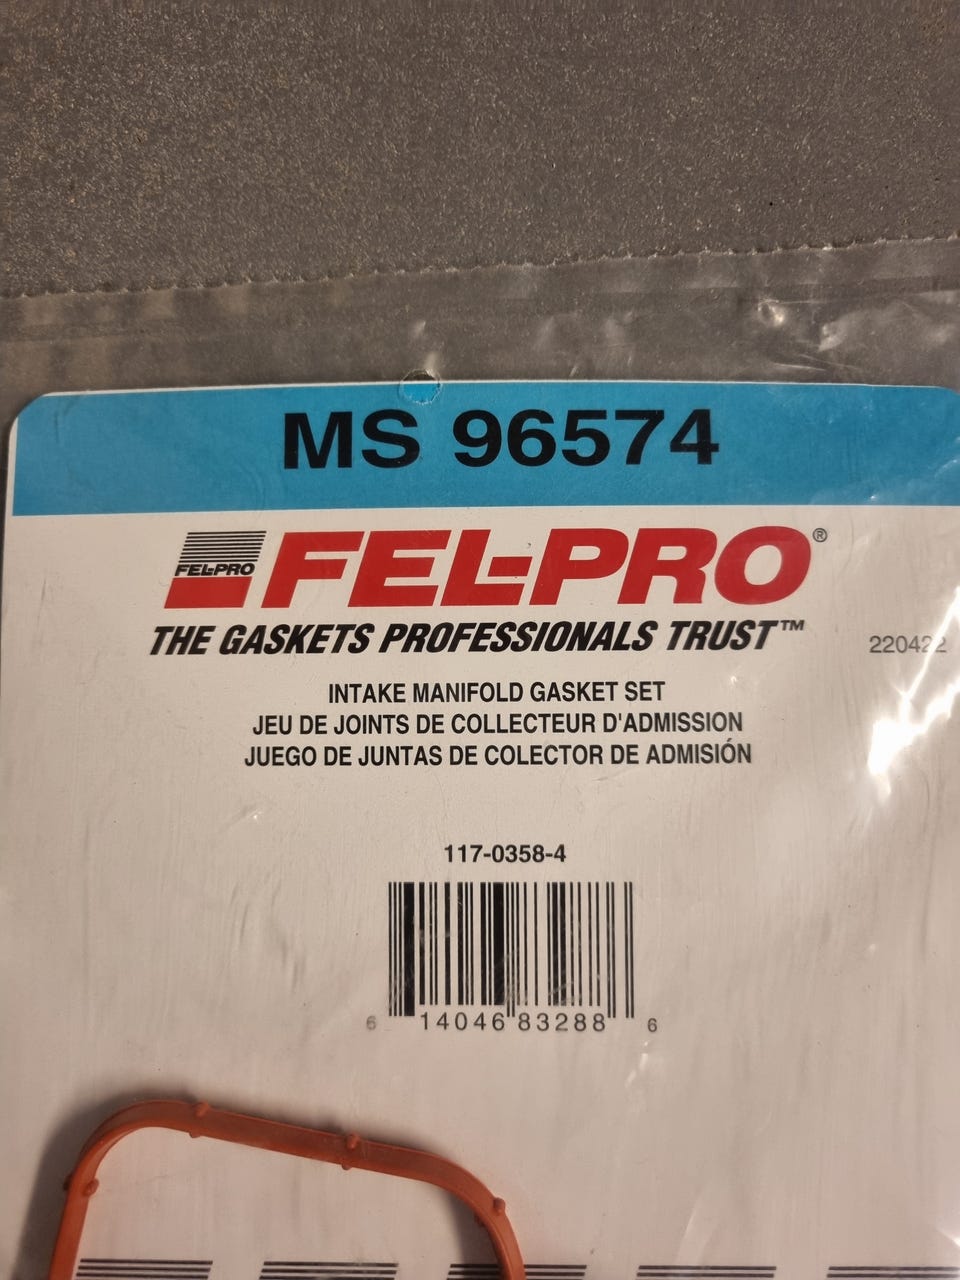 MS 96574
FEL-PRO
FEL-PRO®
THE GASKETS PROFESSIONALS TRUST™
220422
INTAKE MANIFOLD GASKET SET
JEU DE JOINTS DE COLLECTEUR D'ADMISSION
JUEGO DE JUNTAS DE COLECTOR DE ADMISIÓN
117-0358-4
6 14046 83288 6